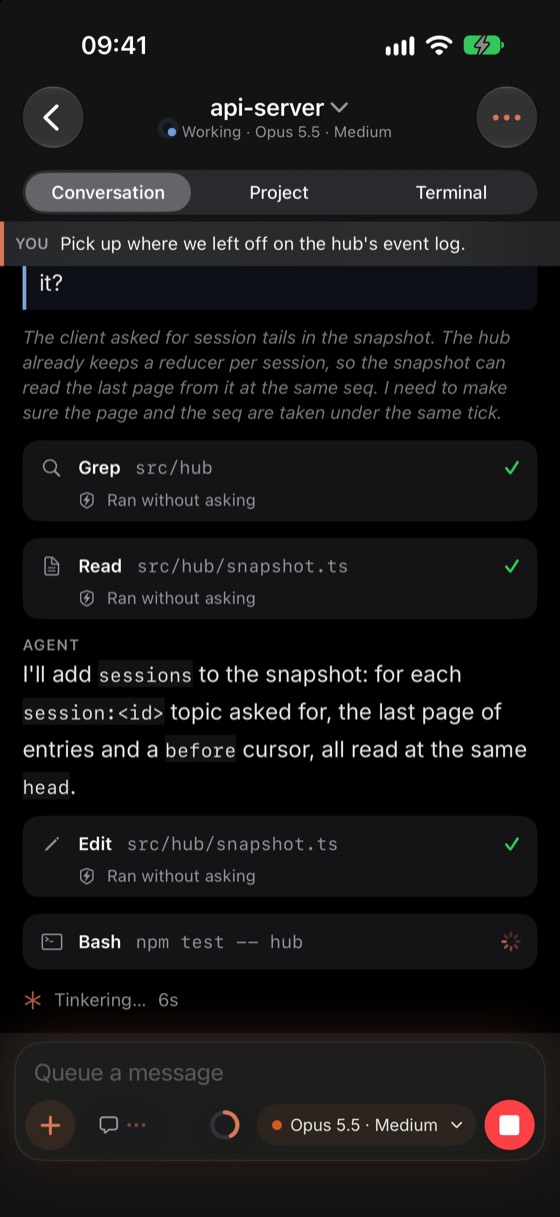 09:41
api-server
Working · Opus 5.5 · Medium
Conversation
Project
Terminal
YOU Pick up where we left off on the hub's event log.
it?
The client asked for session tails in the snapshot. The hub
already keeps a reducer per session, so the snapshot can
read the last page from it at the same seq. I need to make
sure the page and the seq are taken under the same tick.
Grep src/hub
Ran without asking
Read src/hub/snapshot.ts
Ran without asking
AGENT
I'll add sessions to the snapshot: for each
session:<id> topic asked for, the last page of
entries and a before cursor, all read at the same
head.
Edit src/hub/snapshot.ts
Ran without asking
Bash npm test -- hub
Tinkering... 6s
Queue a message
Opus 5.5 · Medium